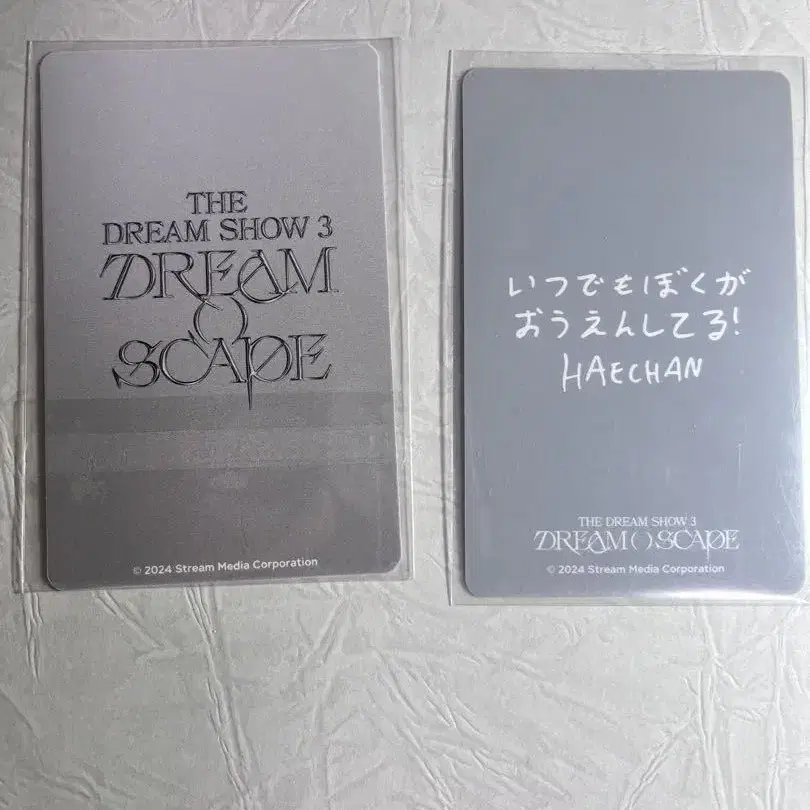 THE
DREAM SHOW 3
DREAM
()
SCAPE
© 2024 Stream Media Corporation
いつでもぼくが
おうえんしてる!
HAECHAN
THE DREAM SHOW 3
DREAM ( ) SCAPE
© 2024 Stream Media Corporation